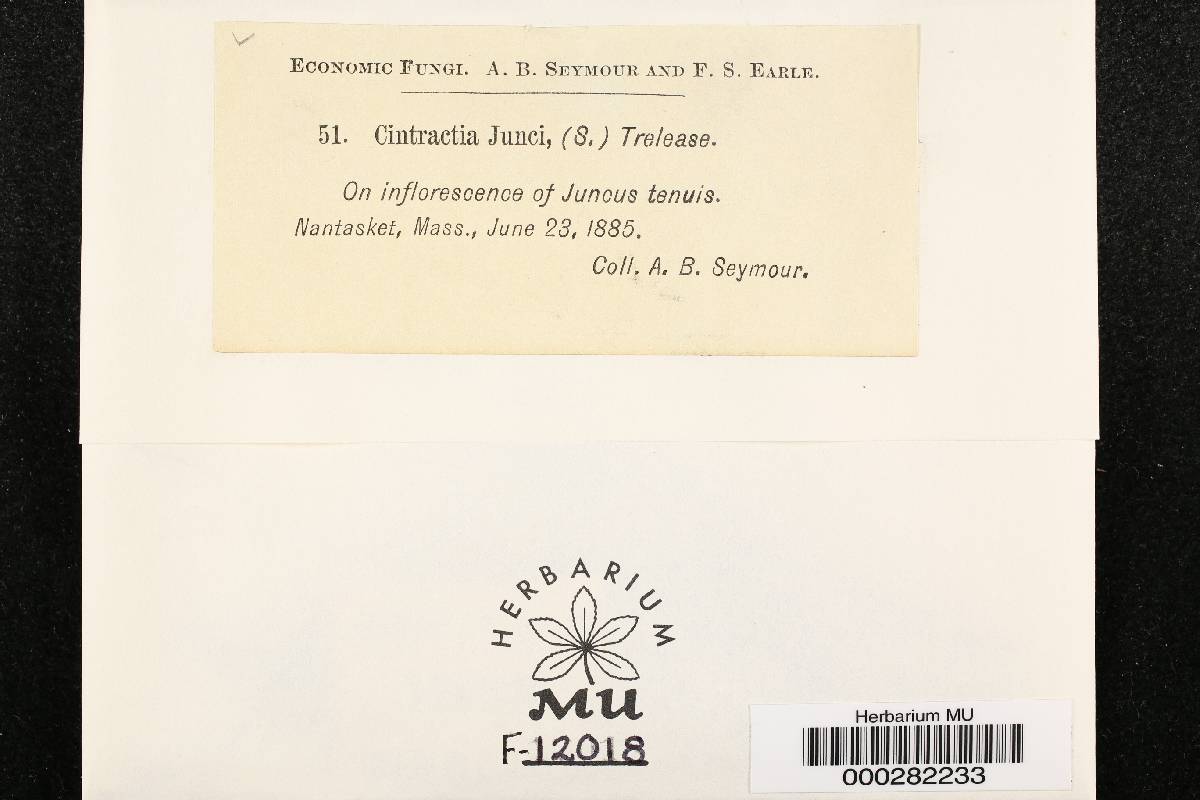 ECONOMIC FUNGI. A. B. SEYMOUR AND F. S. EARLE.
51. Cintractia Junci, (S.) Trelease.
On inflorescence of Juncus tenuis.
Nantasket, Mass., June 23, 1885.
Coll. A. B. Seymour.
HERBARIUM
MU
F-12018
Herbarium MU
000282233